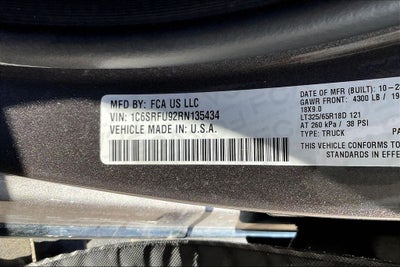 MFD BY: FCA US LLC
VIN: 1C6SRFU92RN135434
VEHICLE MADE IN: U.S.A.
DATE OF MFR (BUILT): 10-2
GAWR FRONT: 4300 LB / 19
18X9.0
LT325/65R18D 121
AT 260 kPa / 38 PSI
TYPE: TRUCK
PA
THIS VEHICLE CONFORMS
STANDARDS IN EFFE